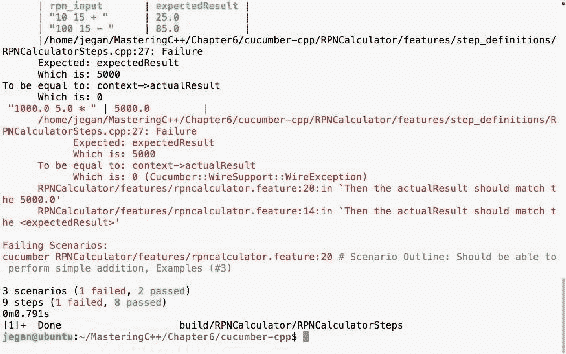 | rpn_input | expectedResult |
| "10 15 + " | 25.0 |
| "100 15 - " | 85.0 |
/home/jegan/MasteringC++/Chapter6/cucumber-cpp/RPNCalculator/features/step_definitions/
RPNCalculatorSteps.cpp:27: Failure
Expected: expectedResult
Which is: 5000
To be equal to: context->actualResult
Which is: 0
"1000.0 5.0 * " | 5000.0 |
/home/jegan/MasteringC++/Chapter6/cucumber-cpp/RPNCalculator/features/step_definitions/R
PNCalculatorSteps.cpp:27: Failure
Expected: expectedResult
Which is: 5000
To be equal to: context->actualResult
Which is: 0 (Cucumber::WireSupport::WireException)
RPNCalculator/features/rpncalculator.feature:20:in `Then the actualResult should match t
he 5000.0'
RPNCalculator/features/rpncalculator.feature:14:in `Then the actualResult should match t
he <expectedResult>'
Failing Scenarios:
cucumber RPNCalculator/features/rpncalculator.feature:20 # Scenario Outline: Should be able to
perform simple addition, Examples (#3)
3 scenarios (1 failed, 2 passed)
9 steps (1 failed, 8 passed)
0m0.791s
[1]+ Done build/RPNCalculator/RPNCalculatorSteps
jegan@ubuntu:~/MasteringC++/Chapter6/cucumber-cpp$